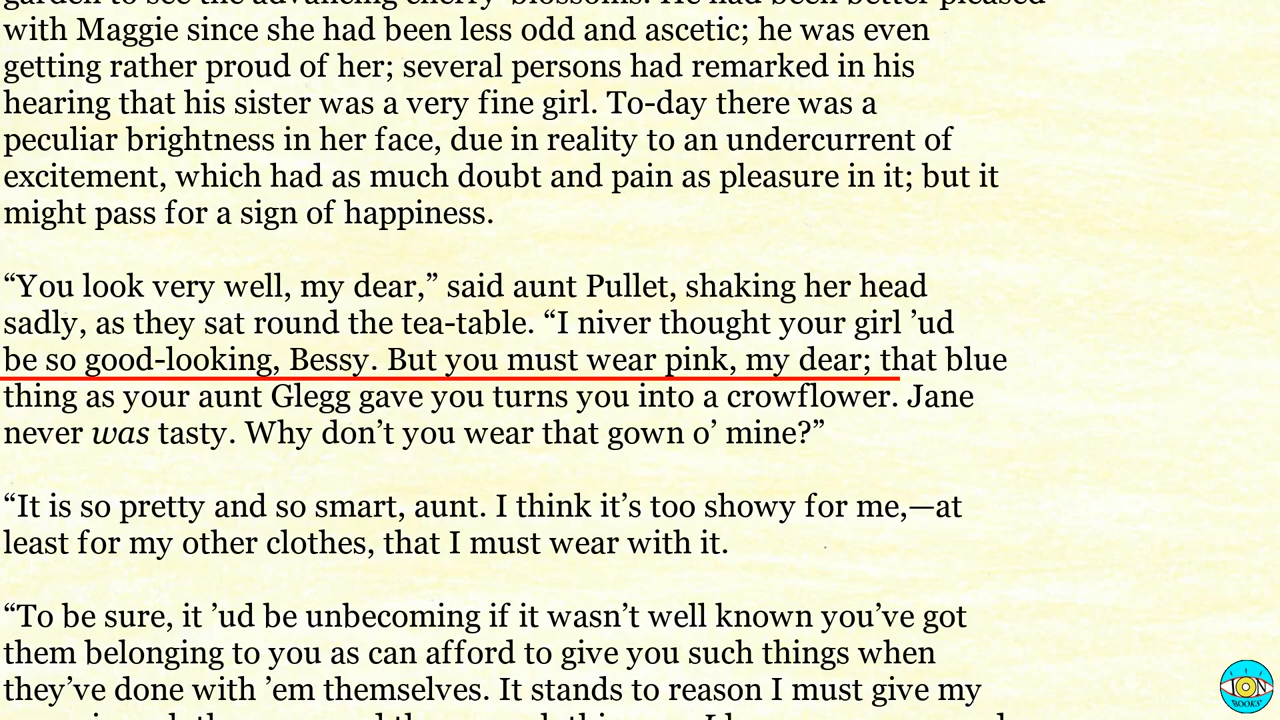 garden to see the advancing cherry-blossoms. He had been better pleased
with Maggie since she had been less odd and ascetic; he was even
getting rather proud of her; several persons had remarked in his
hearing that his sister was a very fine girl. To-day there was a
peculiar brightness in her face, due in reality to an undercurrent of
excitement, which had as much doubt and pain as pleasure in it; but it
might pass for a sign of happiness.
“You look very well, my dear,” said aunt Pullet, shaking her head
sadly, as they sat round the tea-table. “I niver thought your girl ’ud
be so good-looking, Bessy. But you must wear pink, my dear; that blue
thing as your aunt Glegg gave you turns you into a crowflower. Jane
never was tasty. Why don’t you wear that gown o’ mine?”
“It is so pretty and so smart, aunt. I think it’s too showy for me,—at
least for my other clothes, that I must wear with it.
“To be sure, it ’ud be unbecoming if it wasn’t well known you’ve got
them belonging to you as can afford to give you such things when
they’ve done with ’em themselves. It stands to reason I must give my
ION
BOOKS